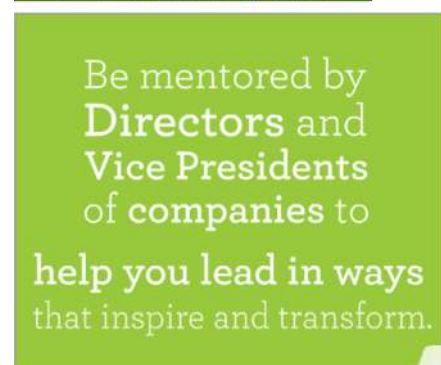 Be mentored by
Directors and
Vice Presidents
of companies to
help you lead in ways
that inspire and transform.